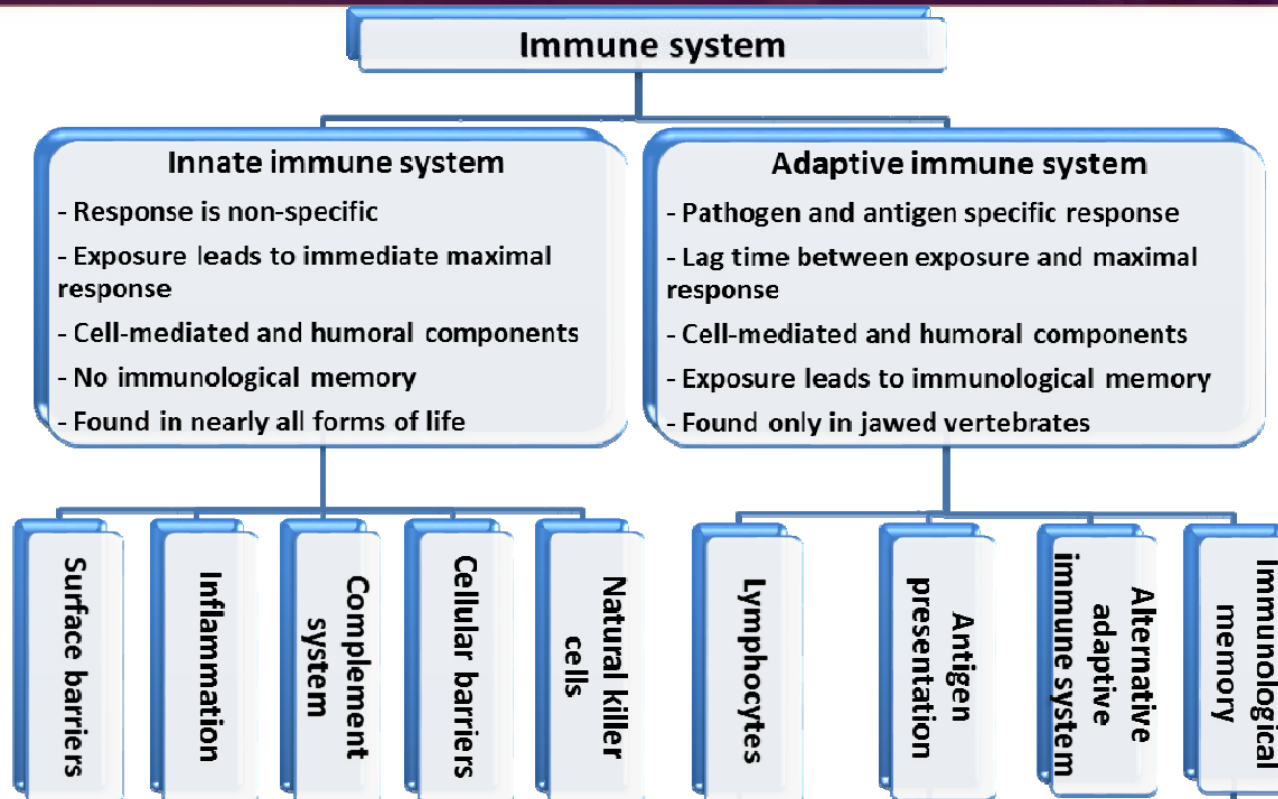 Immune system
Innate immune system
- Response is non-specific
- Exposure leads to immediate maximal
response
- Cell-mediated and humoral components
- No immunological memory
- Found in nearly all forms of life
Adaptive immune system
- Pathogen and antigen specific response
- Lag time between exposure and maximal
response
- Cell-mediated and humoral components
- Exposure leads to immunological memory
- Found only in jawed vertebrates
Surface barriers
Inflammation
Complement
system
Cellular barriers
Natural killer
cells
Lymphocytes
Antigen
presentation
Alternative
adaptive
immune system
Immunological
memory